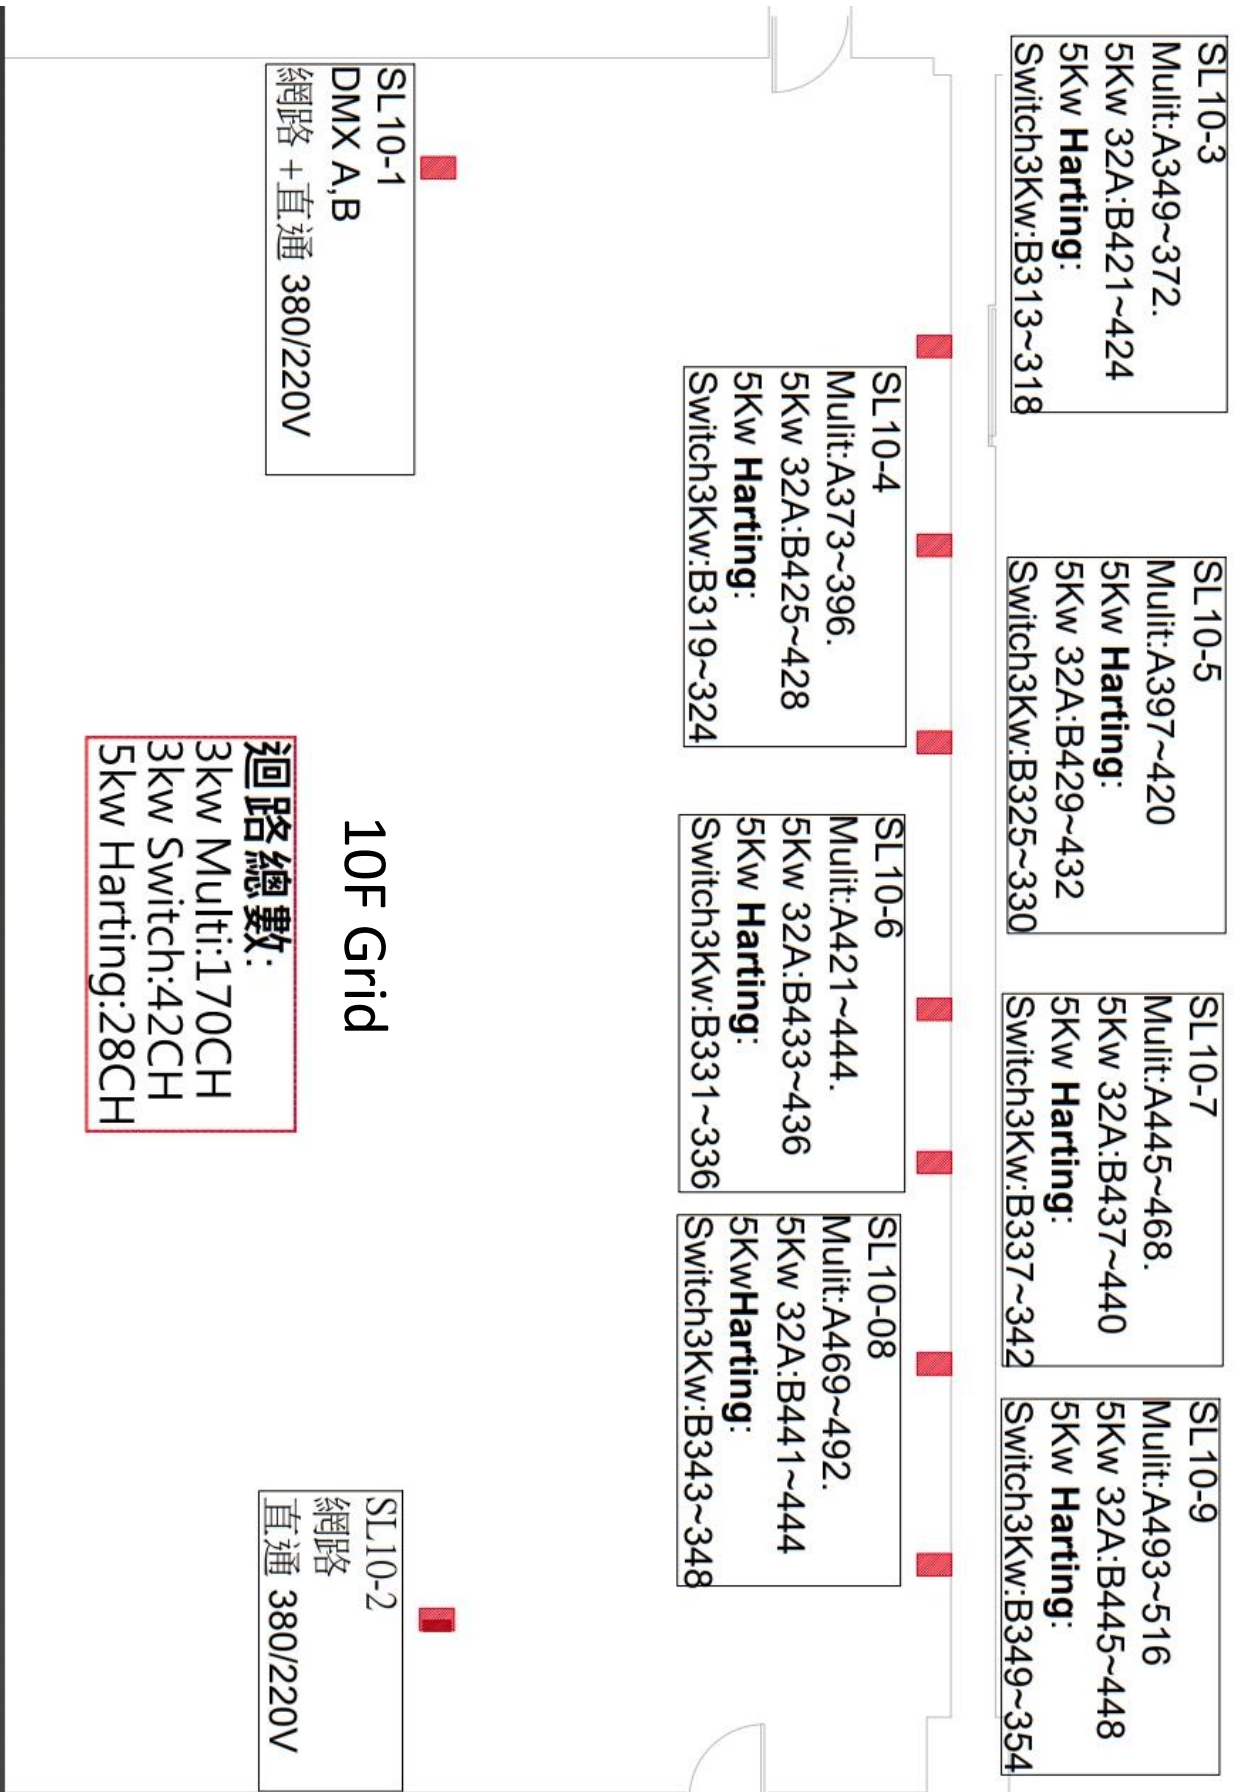 SL10-3
Mulit:A349~372.
5Kw 32A:B421~424
5Kw Harting:
Switch3Kw:B313~318
SL10-5
Mulit:A397~420
5Kw Harting:
5Kw 32A:B429~432
Switch3Kw:B325~330
SL10-7
Mulit:A445~468.
5Kw 32A:B437~440
5Kw Harting:
Switch3Kw:B337~342
SL10-9
Mulit:A493~516
5Kw 32A:B445~448
5Kw Harting:
Switch3Kw:B349~354
SL10-4
Mulit:A373~396.
5Kw 32A:B425~428
5Kw Harting:
Switch3Kw:B319~324
SL10-6
Mulit:A421~444.
5Kw 32A:B433~436
5Kw Harting:
Switch3Kw:B331~336
SL10-08
Mulit:A469~492.
5Kw 32A:B441~444
5KwHarting:
Switch3Kw:B343~348
SL10-1
DMX A,B
網路 +直通 380/220V
10F Grid
迴路總數:
3kw Multi:170CH
3kw Switch:42CH
5kw Harting:28CH
SL10-2
網路
直通 380/220V